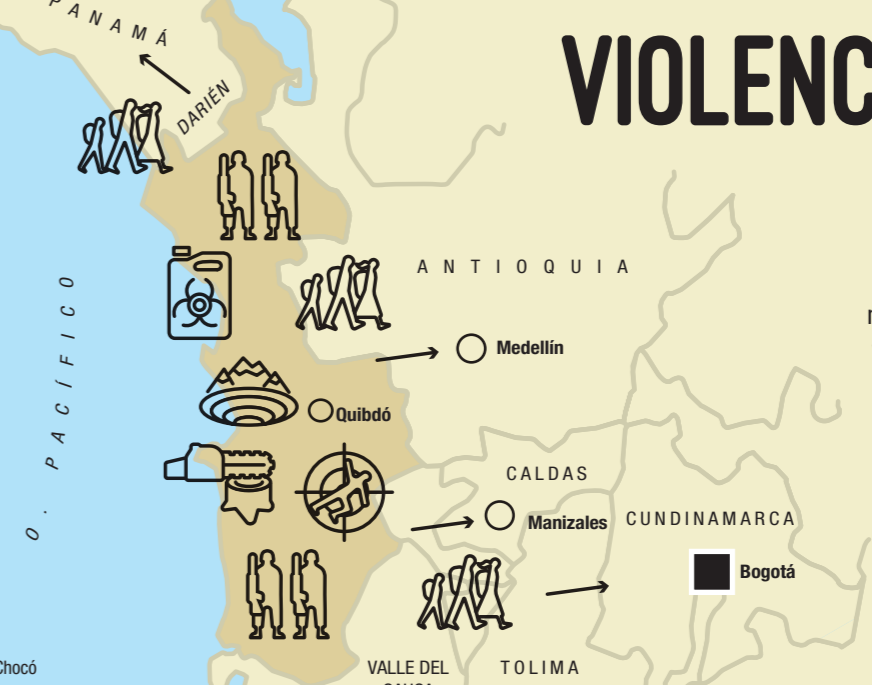 PANAMÁ
VIOLENC
DARIÉN
ANTIOQUIA
O. PACÍFICO
Medellín
Quibdó
CALDAS
Manizales
CUNDINAMARCA
Bogotá
Chocó
VALLE DEL
TOLIMA